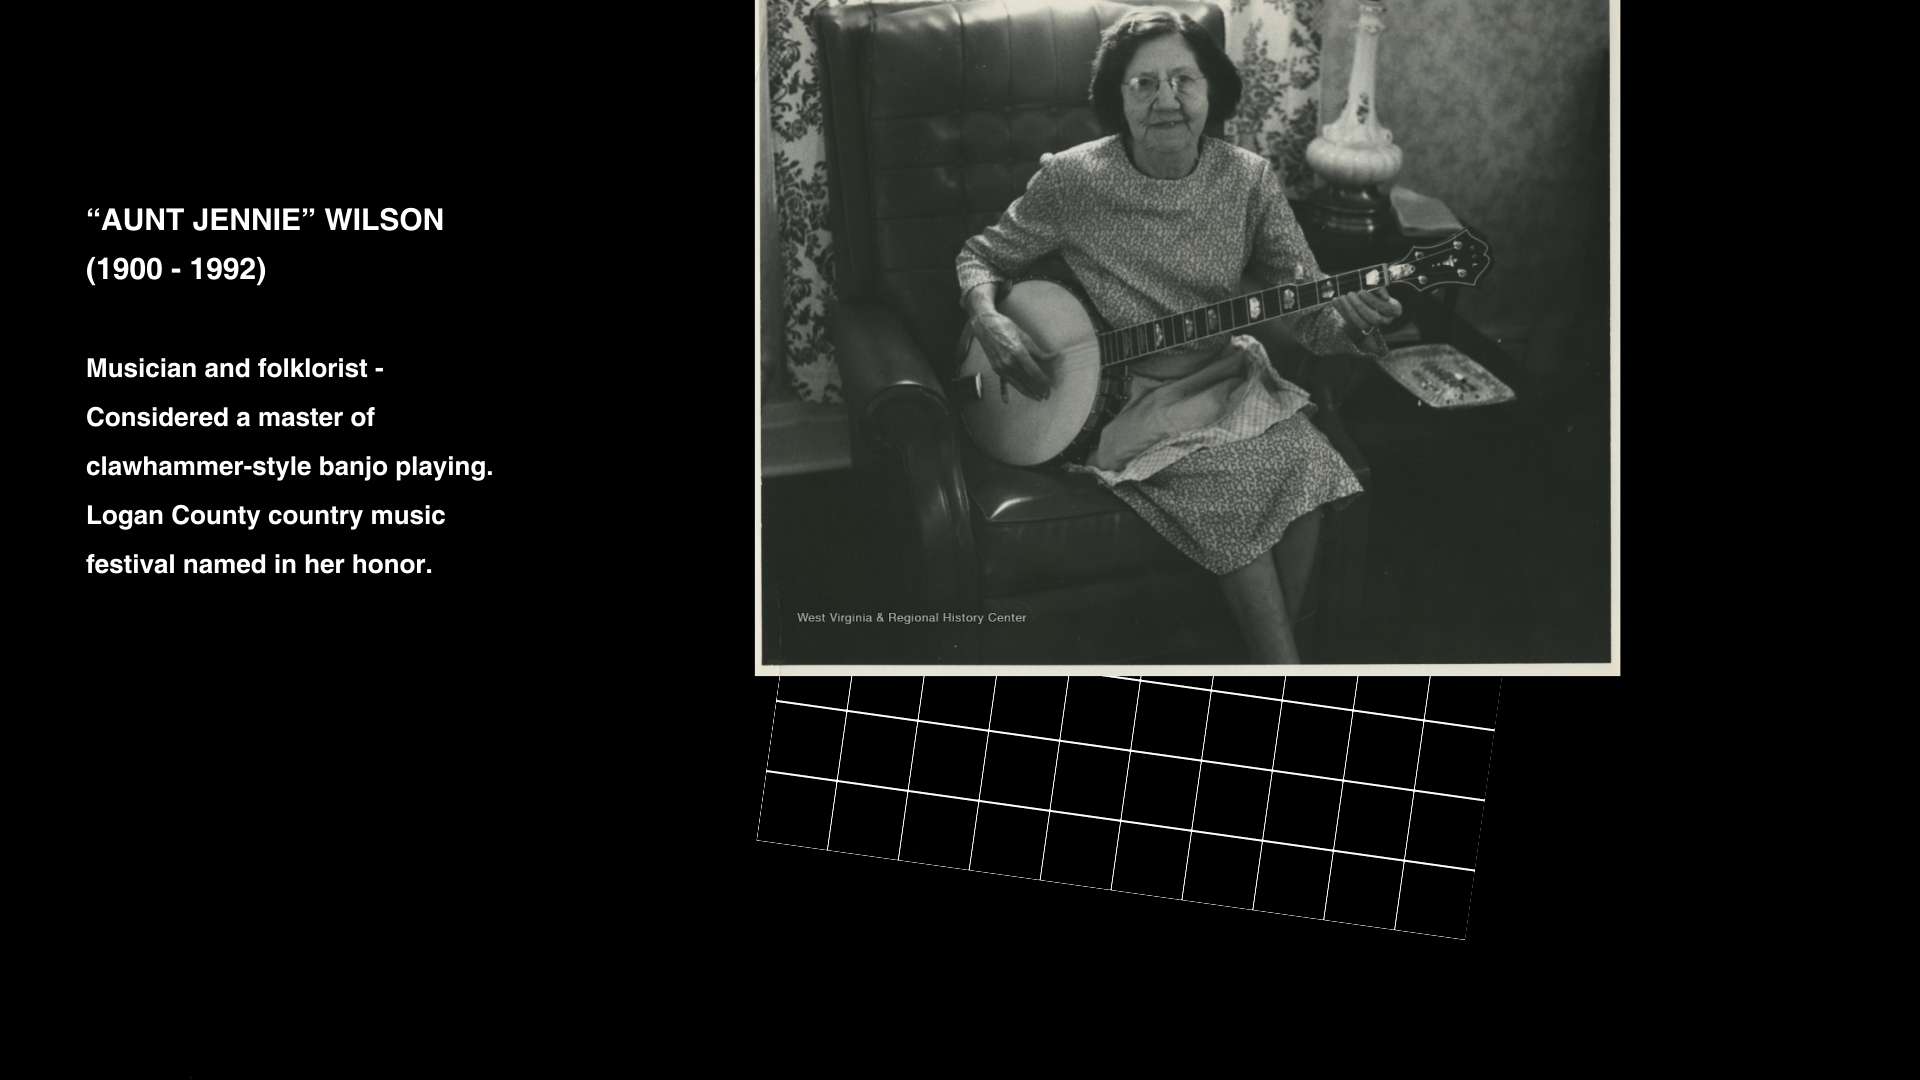 “AUNT JENNIE” WILSON
(1900 - 1992)
Musician and folklorist -
Considered a master of
clawhammer-style banjo playing.
Logan County country music
festival named in her honor.
West Virginia & Regional History Center